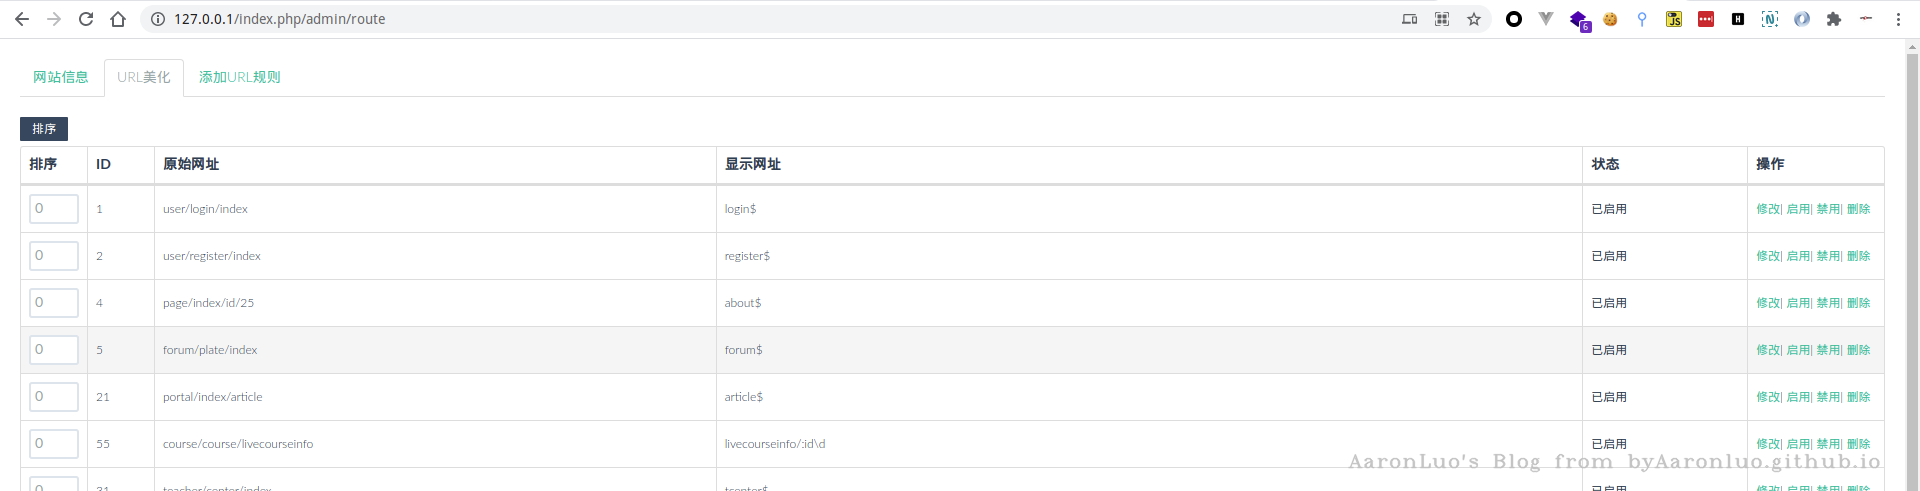 127.0.0.1/index.php/admin/route
6
JS
H
N
网站信息 URL美化 添加URL规则
排序
排序 ID 原始网址 显示网址 状态 操作
0 1 user/login/index login$ 已启用 修改| 启用| 禁用| 删除
0 2 user/register/index register$ 已启用 修改| 启用| 禁用| 删除
0 4 page/index/id/25 about$ 已启用 修改| 启用| 禁用| 删除
0 5 forum/plate/index forum$ 已启用 修改| 启用| 禁用| 删除
0 21 portal/index/article article$ 已启用 修改| 启用| 禁用| 删除
0 55 course/course/livecourseinfo livecourseinfo/:id\d 已启用 修改| 启用| 禁用| 删除
AaronLuo's Blog from byAaronluo.github.io
0 31 teacher/center/index tcenter$ 已启用 修改| 启用| 禁用| 删除